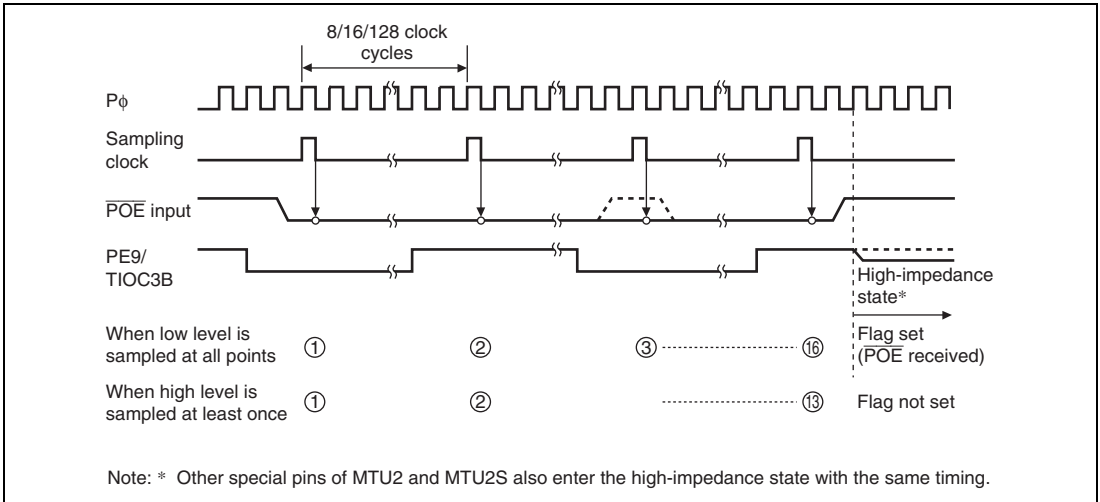 8/16/128 clock
cycles
Pϕ
Sampling
clock
POE input
PE9/
TIOC3B
High-impedance
state*
When low level is
sampled at all points
① ② ③ ⑯
Flag set
(POE received)
When high level is
sampled at least once
① ② ⑬
Flag not set
Note: * Other special pins of MTU2 and MTU2S also enter the high-impedance state with the same timing.